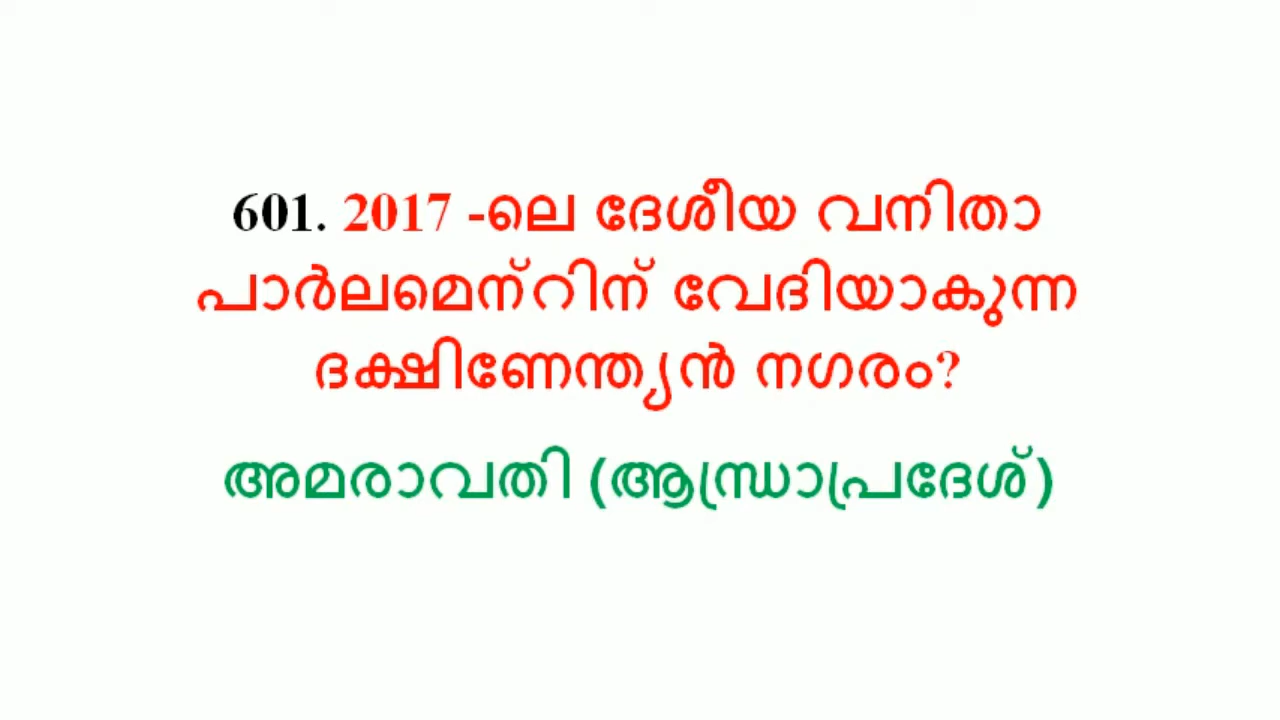 601. 2017 -ലെ ദേശീയ വനിതാ
പാർലമെന്റിന് വേദിയാകുന്ന
ദക്ഷിണേന്ത്യൻ നഗരം?
അമരാവതി (ആന്ധ്രാപ്രദേശ്)